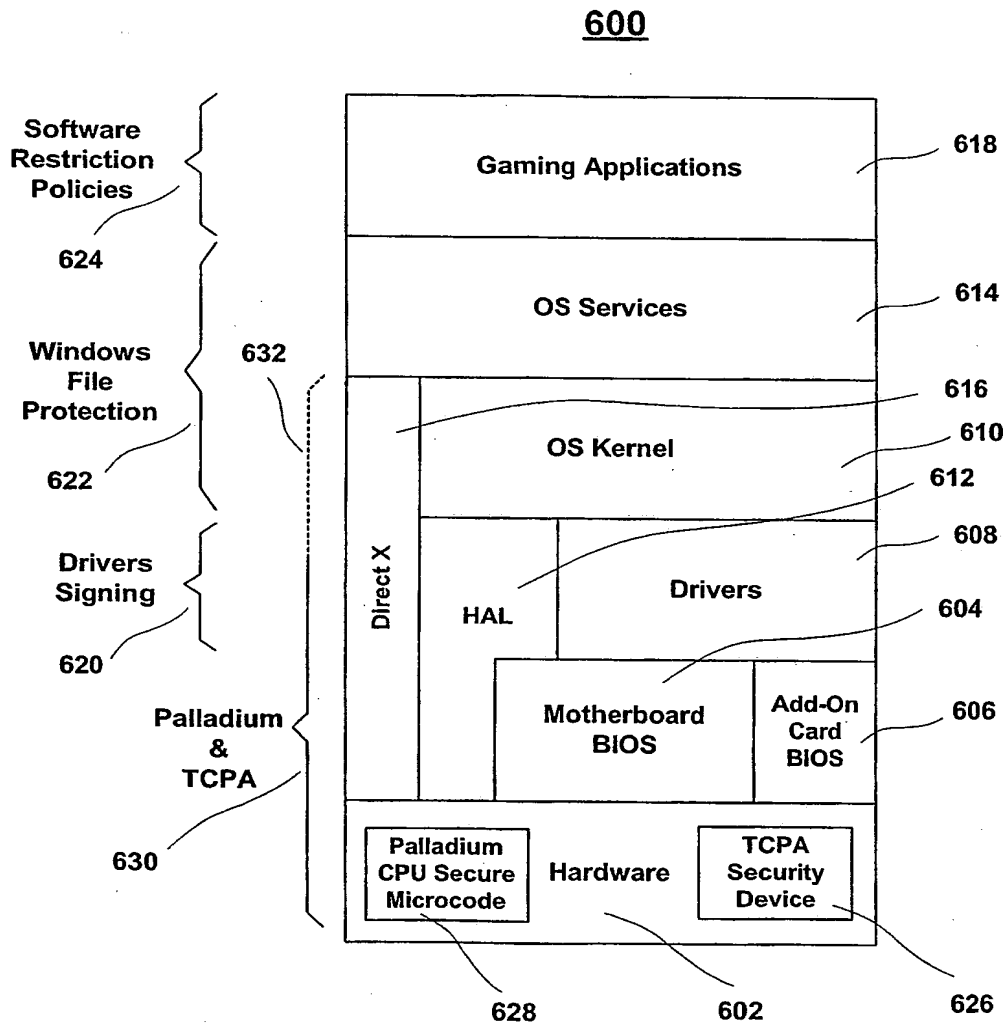 600
Software
Restriction
Policies
624
Gaming Applications
618
OS Services
614
Windows
File
Protection
622
632
616
OS Kernel
610
612
Drivers
Signing
620
Direct X
HAL
Drivers
608
604
Palladium
&
TCPA
630
Motherboard
BIOS
Add-On
Card
BIOS
606
Palladium
CPU Secure
Microcode
Hardware
TCPA
Security
Device
628
602
626